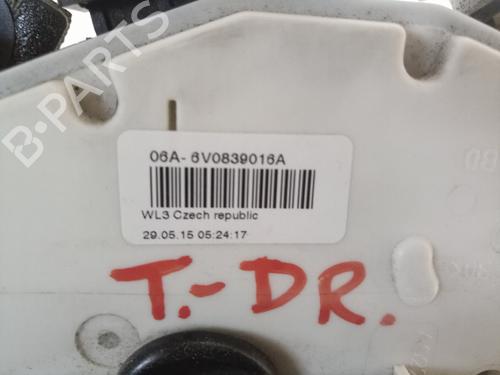 B-PARTS
06A- 6V0839016A
WL3 Czech republic
29.05.15 05:24:17
T.-DR.